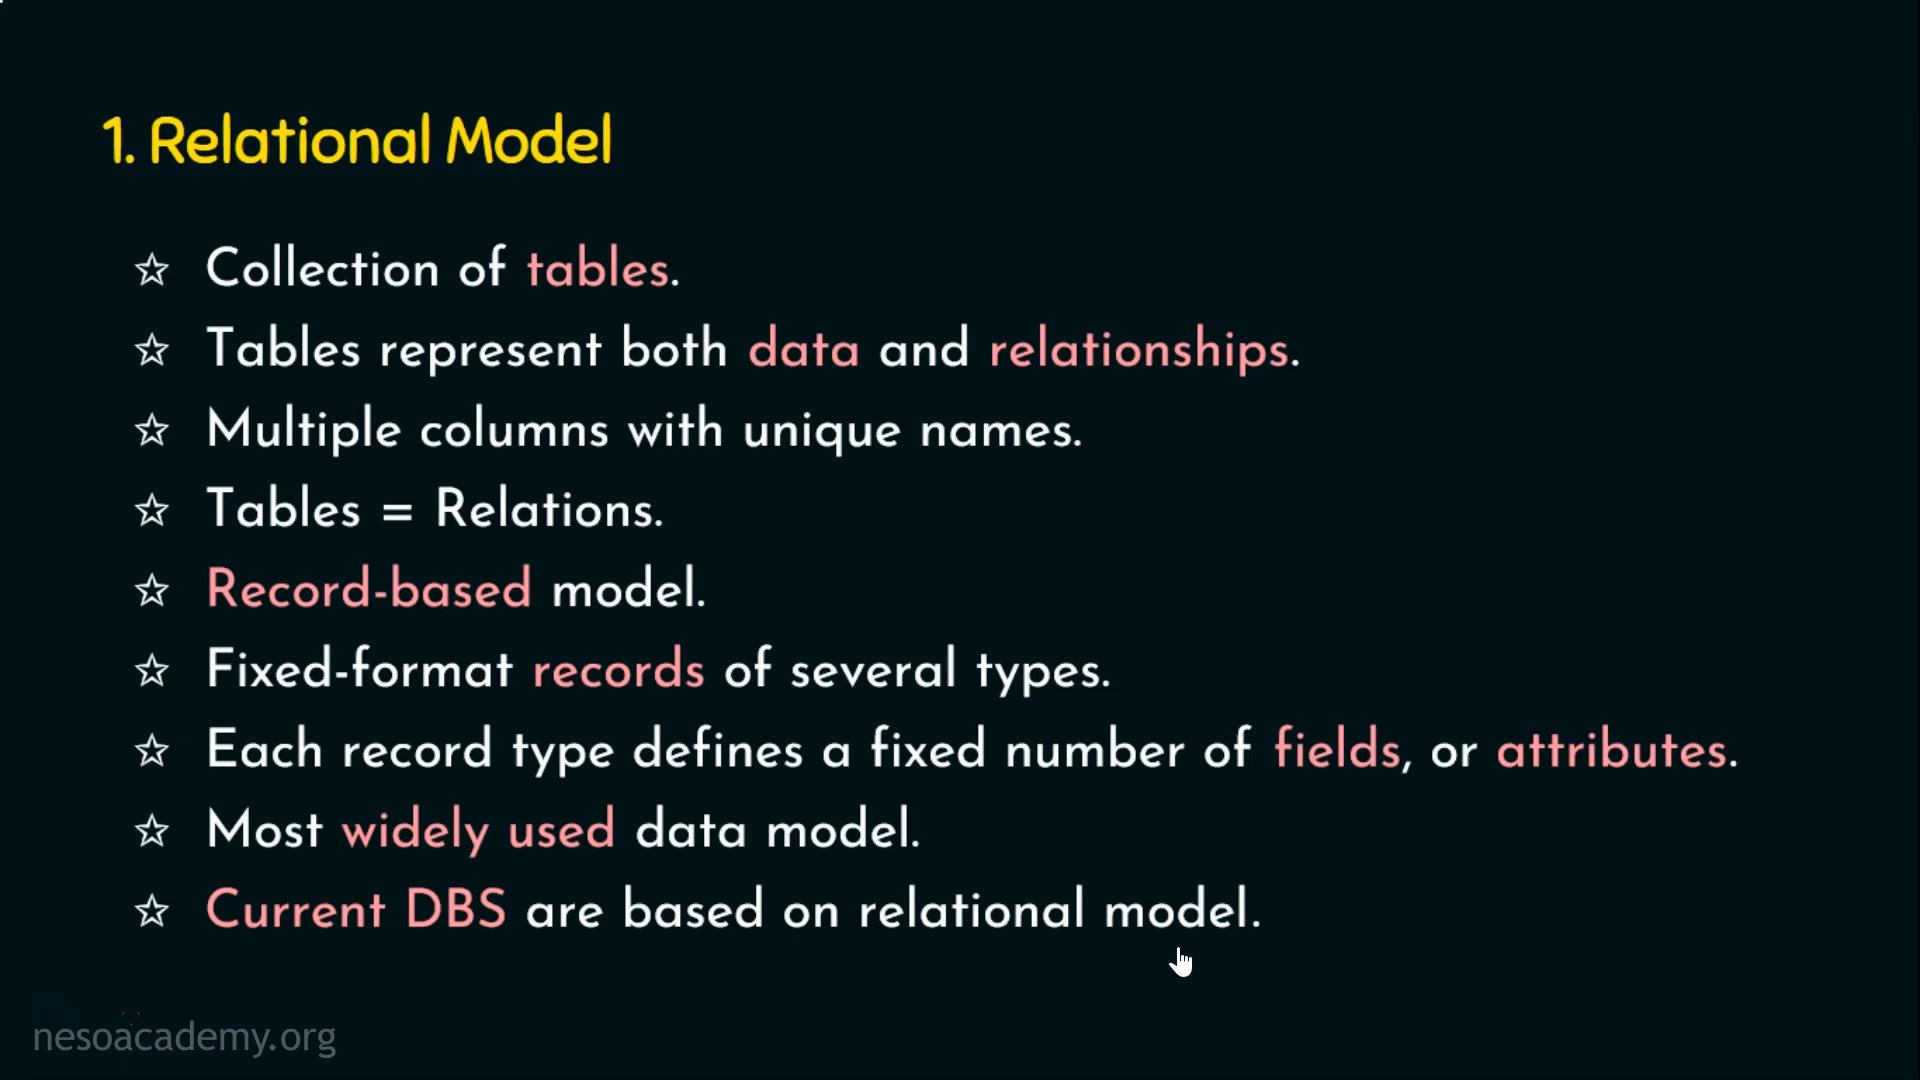 1. Relational Model
☆ Collection of tables.
☆ Tables represent both data and relationships.
☆ Multiple columns with unique names.
☆ Tables = Relations.
☆ Record-based model.
☆ Fixed-format records of several types.
☆ Each record type defines a fixed number of fields, or attributes.
☆ Most widely used data model.
☆ Current DBS are based on relational model.
nesoacademy.org